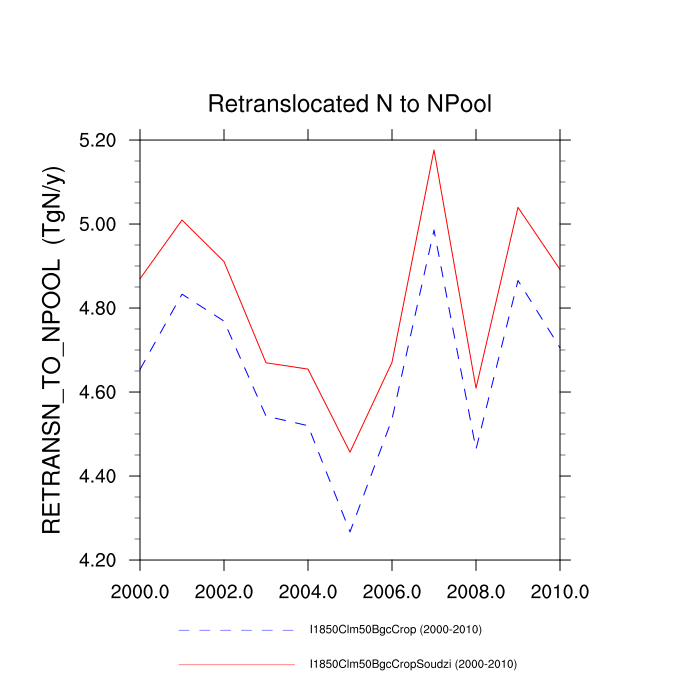 Retranslocated N to NPool
RETRANSN_TO_NPOOL (TgN/y)
5.20
5.00
4.80
4.60
4.40
4.20
2000.0 2002.0 2004.0 2006.0 2008.0 2010.0
I1850Clm50BgcCrop (2000-2010)
I1850Clm50BgcCropSoudzi (2000-2010)